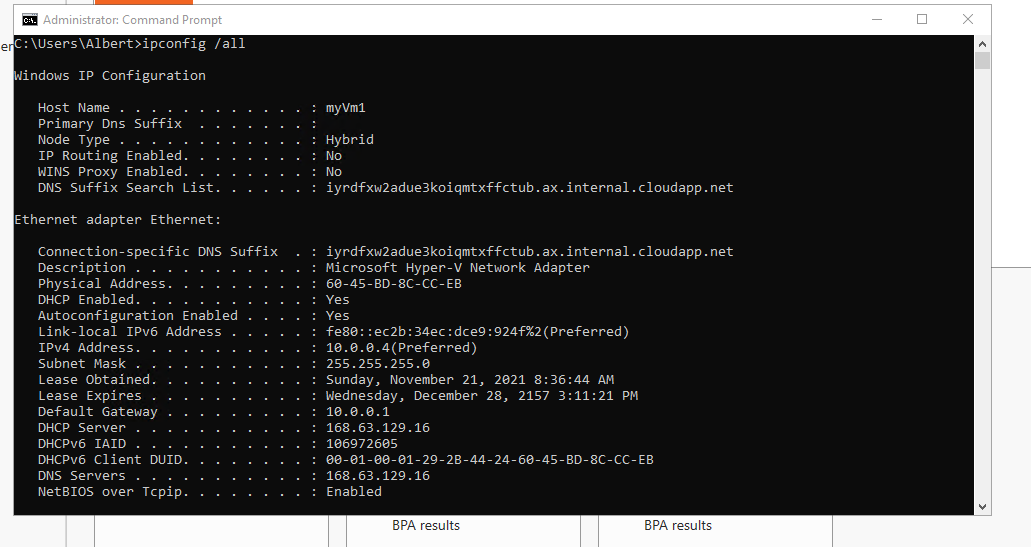 Administrator: Command Prompt
er
C:\Users\Albert>ipconfig /all
Windows IP Configuration
Host Name . . . . . . . . . . . . : myVm1
Primary Dns Suffix . . . . . . . :
Node Type . . . . . . . . . . . . : Hybrid
IP Routing Enabled. . . . . . . . : No
WINS Proxy Enabled. . . . . . . . : No
DNS Suffix Search List. . . . . . : iyrdfxw2adue3koiqmtxffctub.ax.internal.cloudapp.net
Ethernet adapter Ethernet:
Connection-specific DNS Suffix . : iyrdfxw2adue3koiqmtxffctub.ax.internal.cloudapp.net
Description . . . . . . . . . . . : Microsoft Hyper-V Network Adapter
Physical Address. . . . . . . . . : 60-45-BD-8C-CC-EB
DHCP Enabled. . . . . . . . . . . : Yes
Autoconfiguration Enabled . . . . : Yes
Link-local IPv6 Address . . . . . : fe80::ec2b:34ec:dce9:924f%2(Preferred)
IPv4 Address. . . . . . . . . . . : 10.0.0.4(Preferred)
Subnet Mask . . . . . . . . . . . : 255.255.255.0
Lease Obtained. . . . . . . . . . : Sunday, November 21, 2021 8:36:44 AM
Lease Expires . . . . . . . . . . : Wednesday, December 28, 2157 3:11:21 PM
Default Gateway . . . . . . . . . : 10.0.0.1
DHCP Server . . . . . . . . . . . : 168.63.129.16
DHCPv6 IAID . . . . . . . . . . . : 106972605
DHCPv6 Client DUID. . . . . . . . : 00-01-00-01-29-2B-44-24-60-45-BD-8C-CC-EB
DNS Servers . . . . . . . . . . . : 168.63.129.16
NetBIOS over Tcpip. . . . . . . . : Enabled
BPA results BPA results